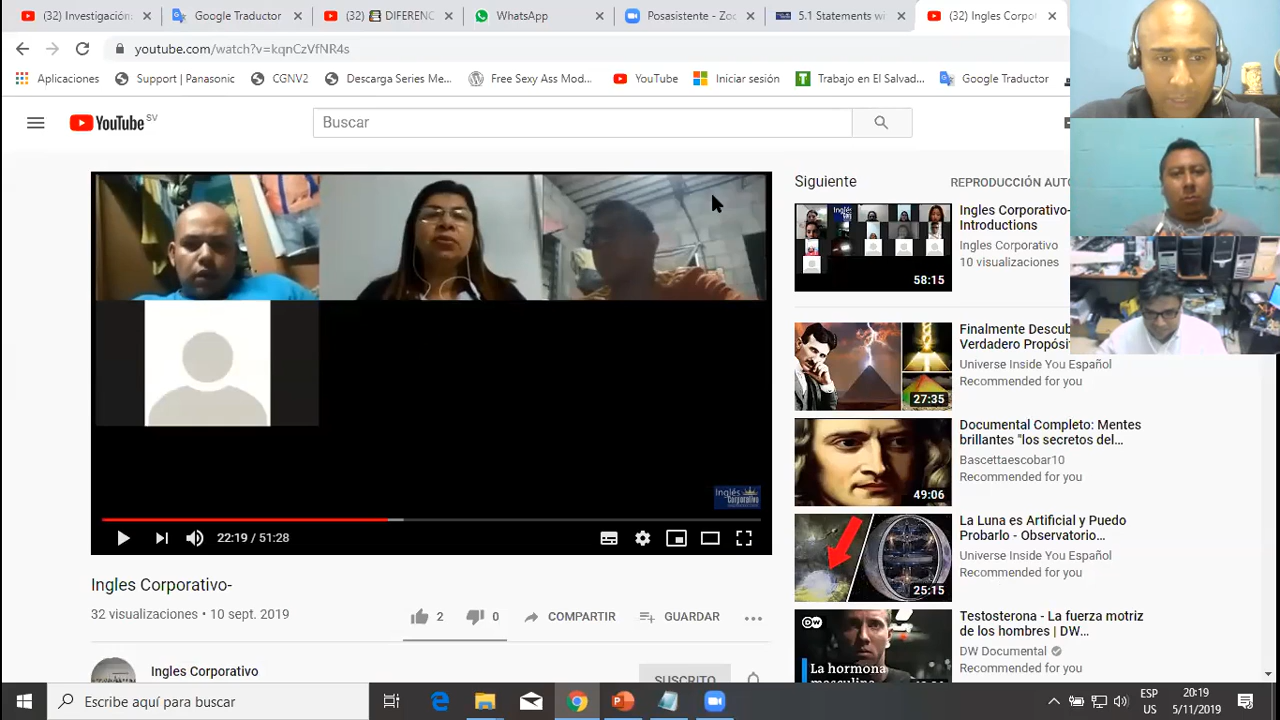 (32) Investigación
Google Traductor
(32) DIFERENC
WhatsApp
Posasistente - Zoo
5.1 Statements wi
(32) Ingles Corpo
youtube.com/watch?v=kqnCzVfNR4s
Aplicaciones
Support | Panasonic
CGNV2
Descarga Series Me...
Free Sexy Ass Mod...
YouTube
Iniciar sesión
Trabajo en El Salvad...
Google Traductor
YouTube SV
Buscar
Siguiente
REPRODUCCIÓN AUTO
Ingles Corporativo-
Introductions
Ingles Corporativo
10 visualizaciones
58:15
Finalmente Descub
Verdadero Propósi
Universe Inside You Español
Recommended for you
27:35
Documental Completo: Mentes
brillantes "los secretos del...
Bascettaescobar10
Recommended for you
49:06
Inglés
Corporativo
22:19 / 51:28
La Luna es Artificial y Puedo
Probarlo - Observatorio...
Universe Inside You Español
Recommended for you
25:15
Ingles Corporativo-
32 visualizaciones • 10 sept. 2019
2
0
COMPARTIR
GUARDAR
Testosterona - La fuerza motriz
de los hombres | DW...
DW Documental
Recommended for you
DW
La hormona
Ingles Corporativo
SUSCRITO
Escribe aquí para buscar
ESP
US
20:19
5/11/2019